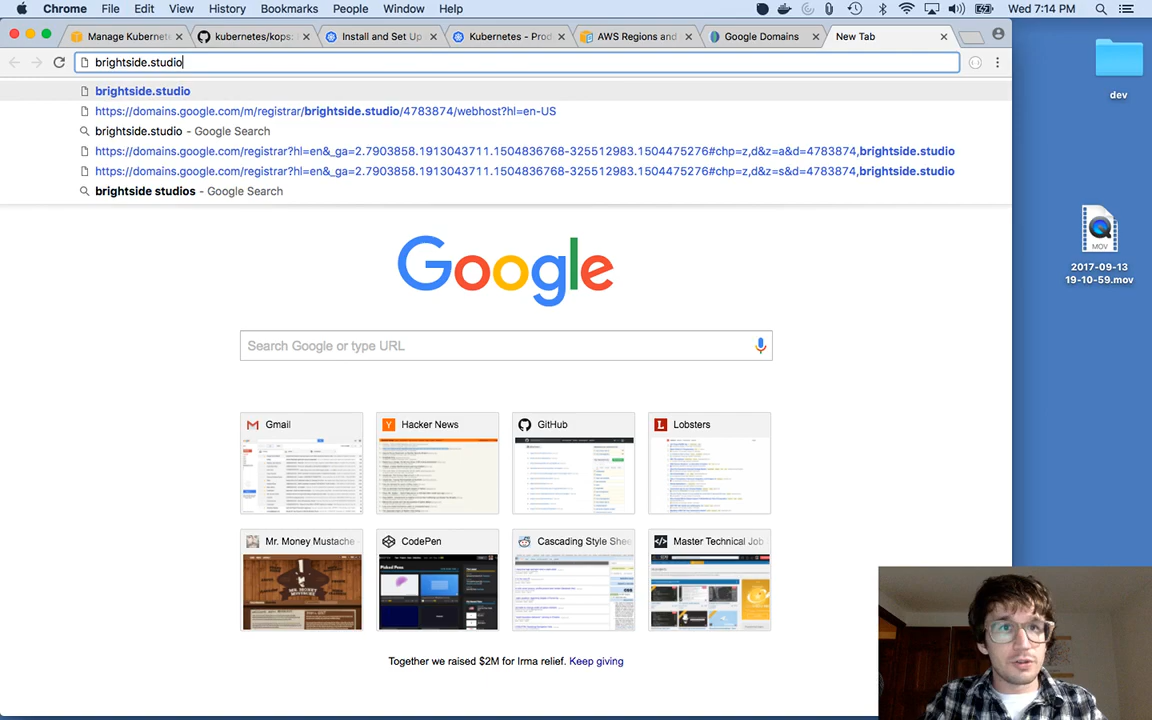 Chrome File Edit View History Bookmarks People Window Help Wed 7:14 PM
Manage Kubernete
kubernetes/kops:
Install and Set Up
Kubernetes - Prod
AWS Regions and
Google Domains
New Tab
brightside.studio
brightside.studio
https://domains.google.com/m/registrar/brightside.studio/4783874/webhost?hl=en-US
brightside.studio - Google Search
https://domains.google.com/registrar?hl=en&_ga=2.7903858.1913043711.1504836768-325512983.1504475276#chp=z,d&z=a&d=4783874,brightside.studio
https://domains.google.com/registrar?hl=en&_ga=2.7903858.1913043711.1504836768-325512983.1504475276#chp=z,d&z=s&d=4783874,brightside.studio
brightside studios - Google Search
dev
MOV
2017-09-13
19-10-59.mov
Google
Search Google or type URL
Gmail
Hacker News
GitHub
Lobsters
Mr. Money Mustache
CodePen
Cascading Style Shee
Master Technical Job
Together we raised $2M for Irma relief. Keep giving